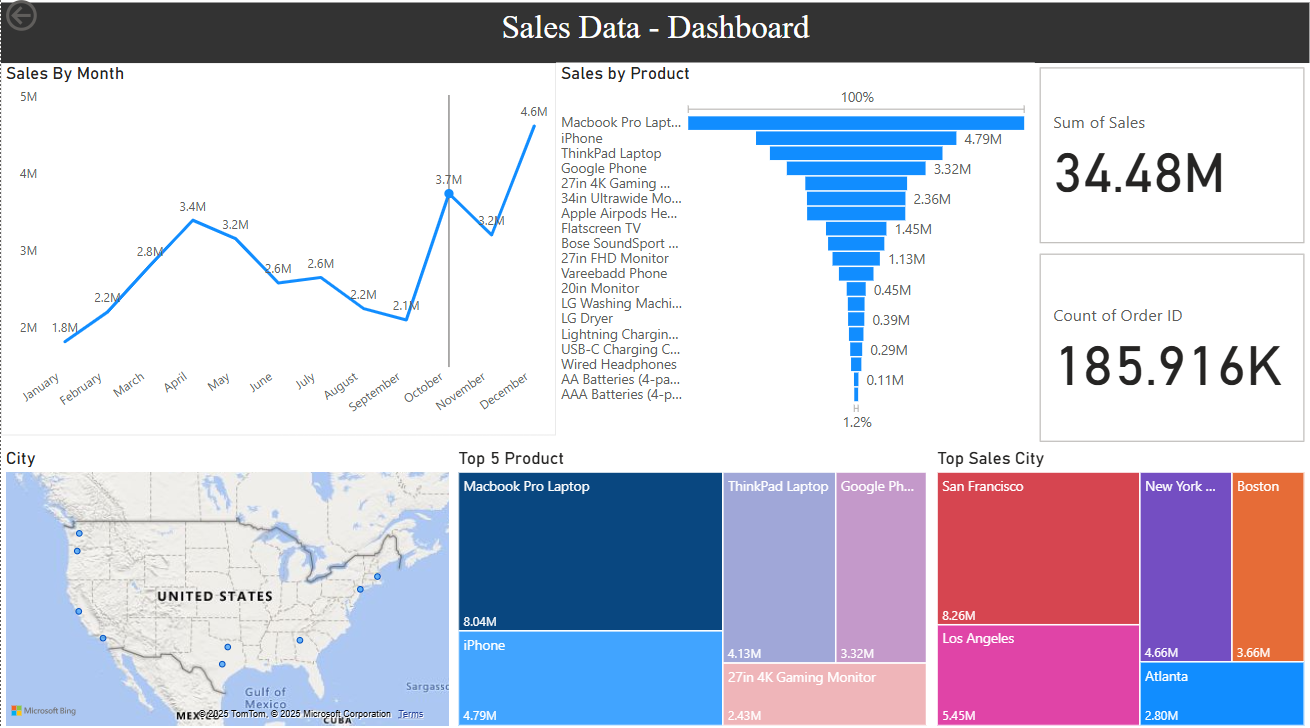 Sales Data - Dashboard
Sales By Month
5M
4M
3M
2M
1.8M
2.2M
2.8M
3.4M
3.2M
2.6M
2.6M
2.2M
2.1M
3.7M
3.2M
4.6M
January
February
March
April
May
June
July
August
September
October
November
December
Sales by Product
100%
Macbook Pro Lapt...
iPhone 4.79M
ThinkPad Laptop
Google Phone 3.32M
27in 4K Gaming ...
34in Ultrawide Mo... 2.36M
Apple Airpods He...
Flatscreen TV 1.45M
Bose SoundSport ...
27in FHD Monitor 1.13M
Vareebadd Phone
20in Monitor 0.45M
LG Washing Machi...
LG Dryer 0.39M
Lightning Chargin...
USB-C Charging C... 0.29M
Wired Headphones
AA Batteries (4-pa... 0.11M
AAA Batteries (4-p...
1.2%
Sum of Sales
34.48M
Count of Order ID
185.916K
City
UNITED STATES
Gulf of
Mexico
Sargass
MEXICO
CUBA
Microsoft Bing
© 2025 TomTom, © 2025 Microsoft Corporation Terms
Top 5 Product
Macbook Pro Laptop
8.04M
iPhone
4.79M
ThinkPad Laptop
4.13M
Google Ph...
3.32M
27in 4K Gaming Monitor
2.43M
Top Sales City
San Francisco
8.26M
Los Angeles
5.45M
New York ...
4.66M
Boston
3.66M
Atlanta
2.80M